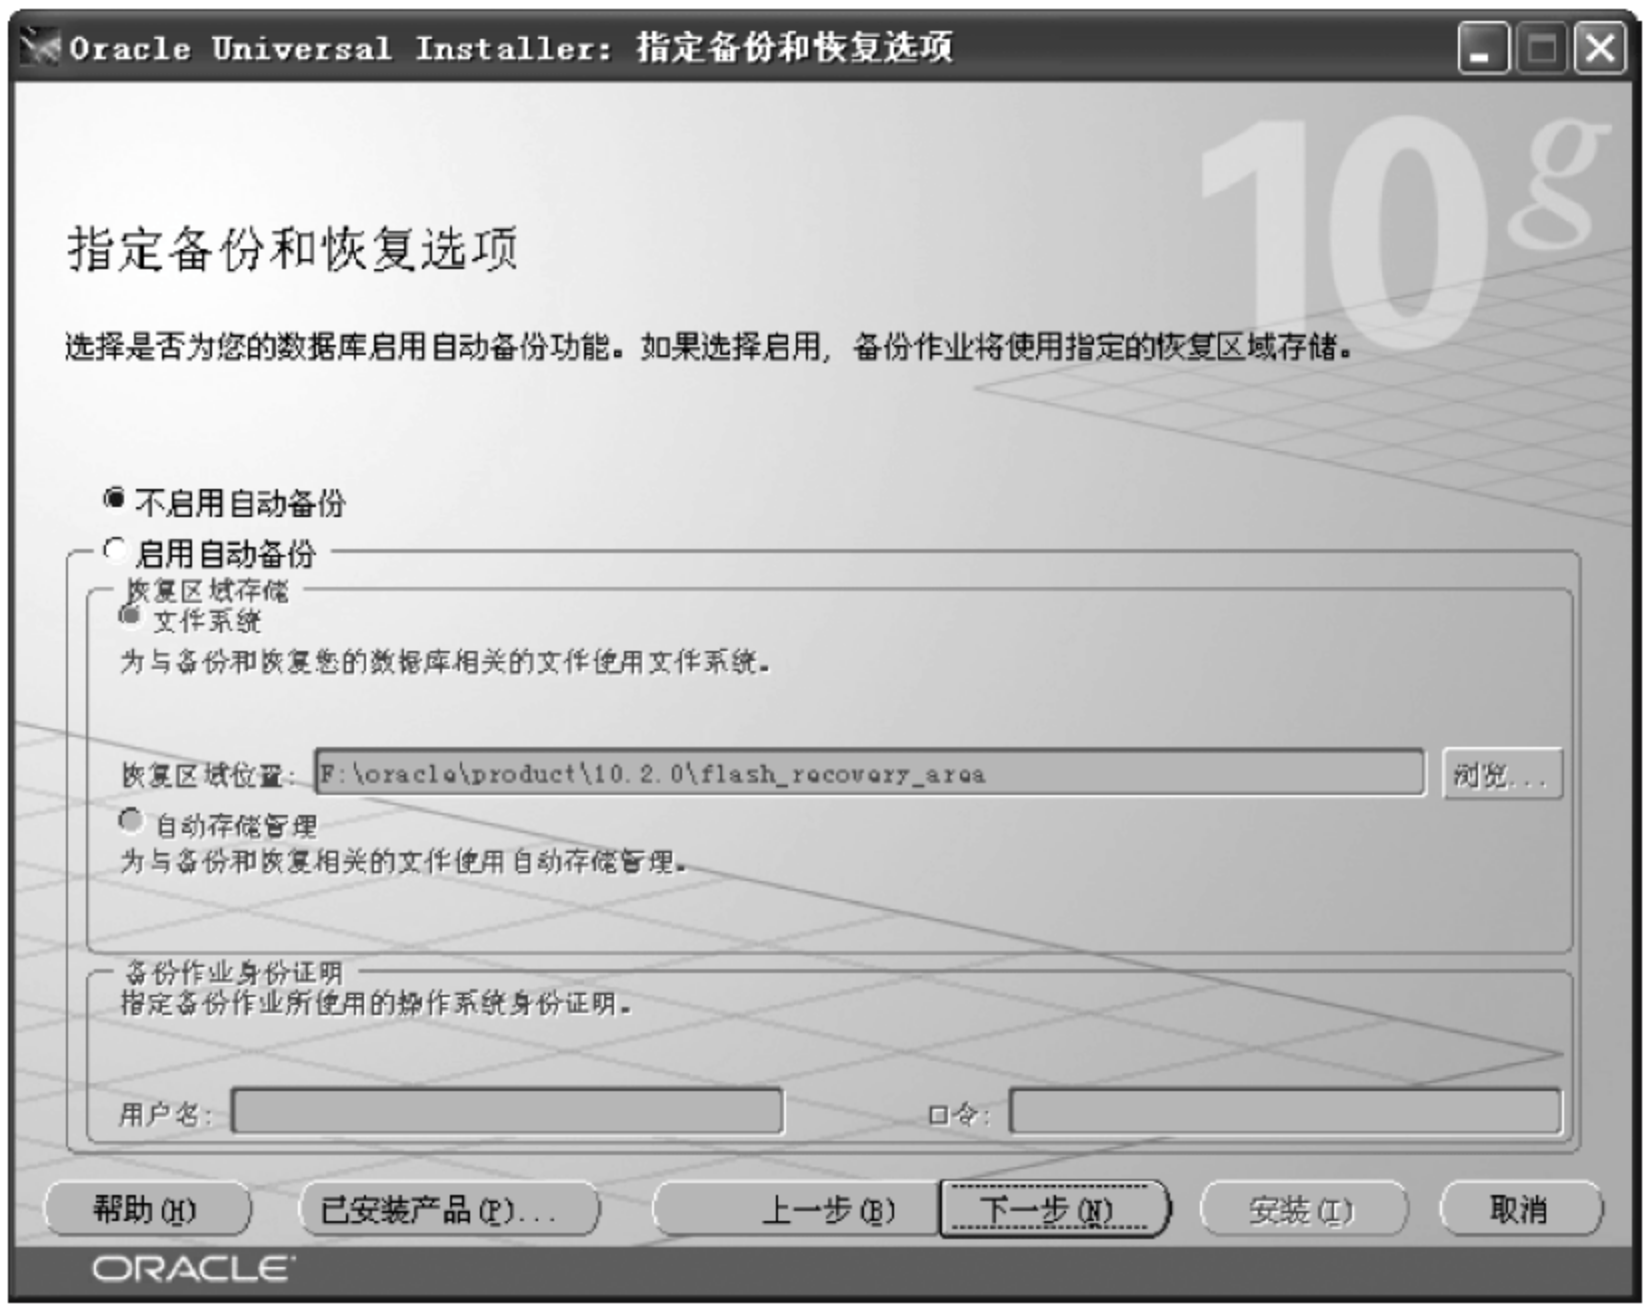 Oracle Universal Installer: 指定备份和恢复选项
10g
指定备份和恢复选项
选择是否为您的数据库启用自动备份功能。如果选择启用, 备份作业将使用指定的恢复区域存储。
不启用自动备份
启用自动备份
恢复区域存储
文件系统
为与备份和恢复您的数据库相关的文件使用文件系统。
恢复区域位置: F:\oracle\product\10.2.0\flash_recovery_area 浏览...
自动存储管理
为与备份和恢复相关的文件使用自动存储管理。
备份作业身份证明
指定备份作业所使用的操作系统身份证明。
用户名: 口令:
帮助(H) 已安装产品(P)... 上一步(B) 下一步(N) 安装(I) 取消
ORACLE